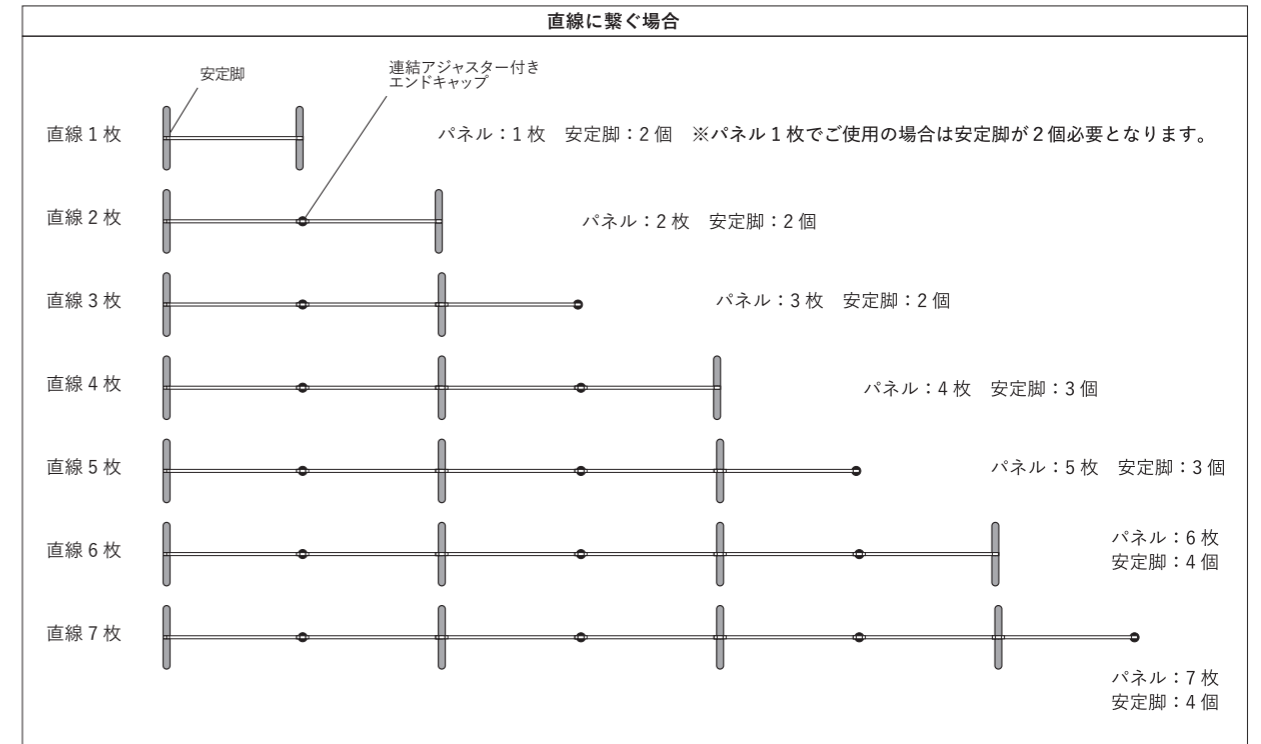 直線に繋ぐ場合
安定脚
連結アジャスター付き
エンドキャップ
直線 1 枚
パネル：1 枚　安定脚：2 個　※パネル 1 枚でご使用の場合は安定脚が 2 個必要となります。
直線 2 枚
パネル：2 枚　安定脚：2 個
直線 3 枚
パネル：3 枚　安定脚：2 個
直線 4 枚
パネル：4 枚　安定脚：3 個
直線 5 枚
パネル：5 枚　安定脚：3 個
直線 6 枚
パネル：6 枚
安定脚：4 個
直線 7 枚
パネル：7 枚
安定脚：4 個